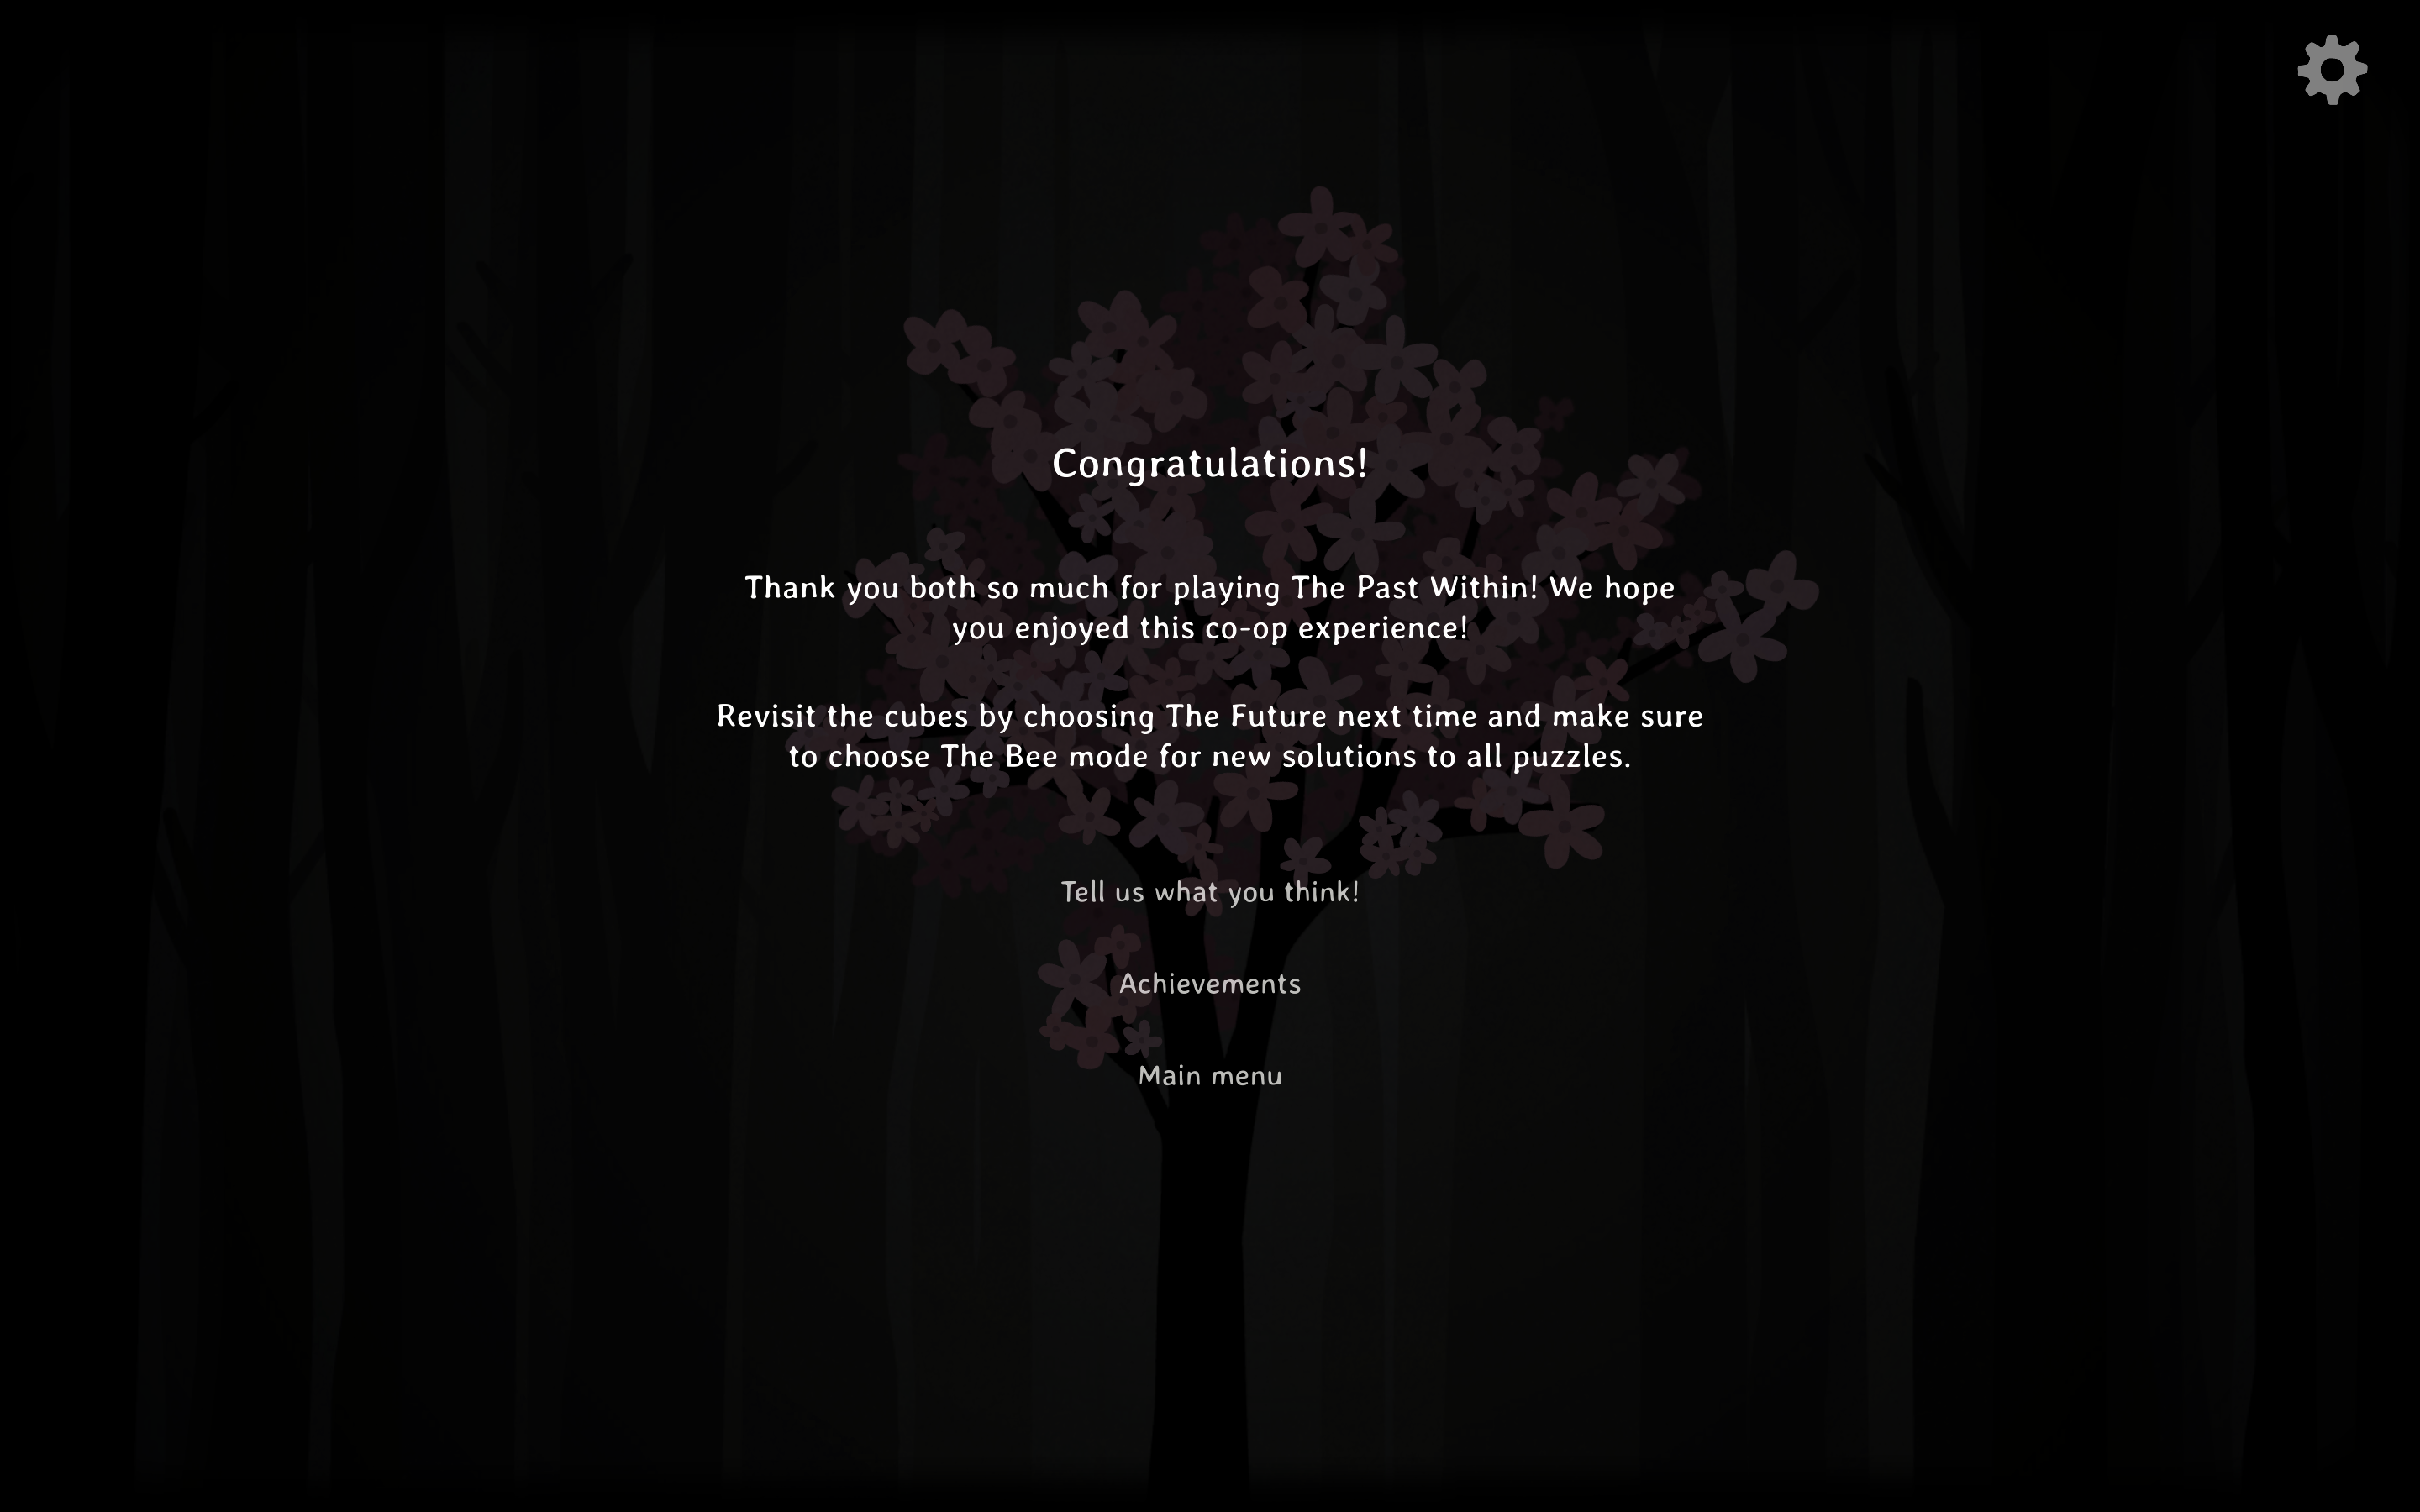 Congratulations!
Thank you both so much for playing The Past Within! We hope
you enjoyed this co-op experience!
Revisit the cubes by choosing The Future next time and make sure
to choose The Bee mode for new solutions to all puzzles.
Tell us what you think!
Achievements
Main menu